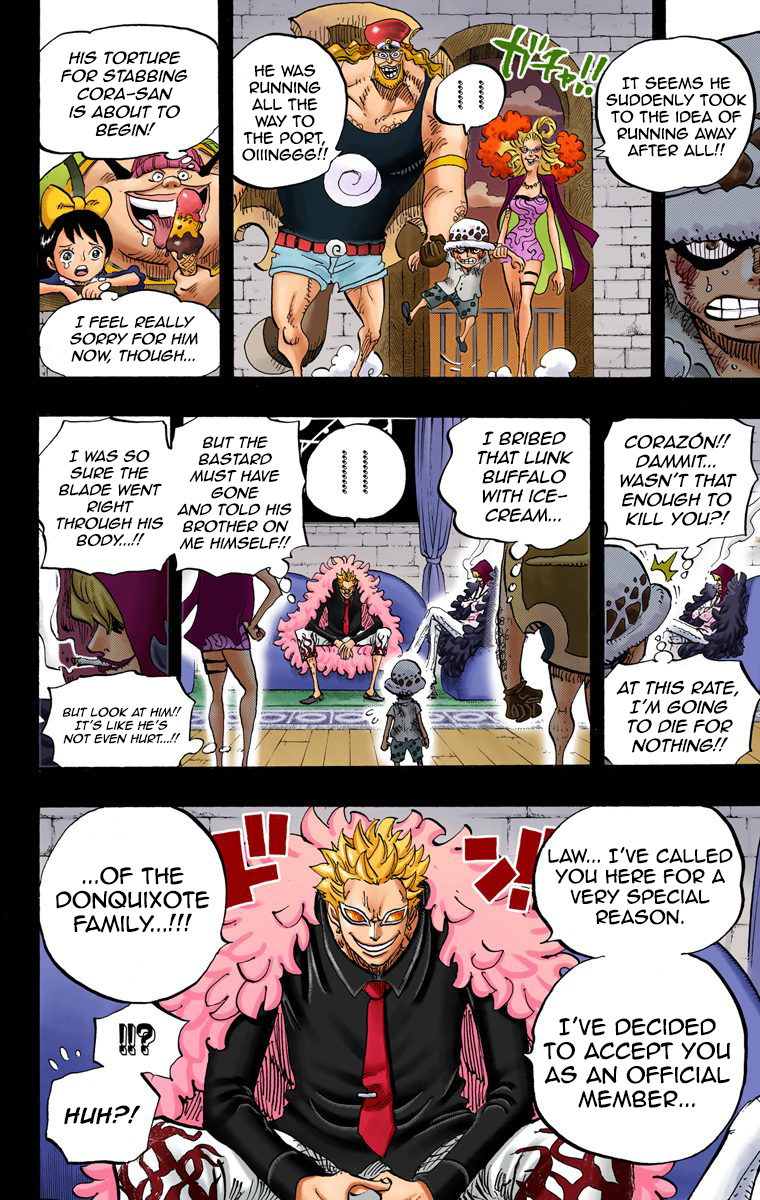 IT SEEMS HE
SUDDENLY TOOK
TO THE IDEA OF
RUNNING AWAY
AFTER ALL!!
ガチャ!!
!!
HE WAS
RUNNING
ALL THE WAY
TO THE PORT,
OIIINGGG!!
HIS TORTURE
FOR STABBING
CORA-SAN
IS ABOUT TO
BEGIN!
I FEEL REALLY
SORRY FOR HIM
NOW, THOUGH...
CORAZÓN!!
DAMMIT...
WASN'T THAT
ENOUGH TO
KILL YOU?!
AT THIS RATE,
I'M GOING
TO DIE FOR
NOTHING!!
I BRIBED
THAT LUNK
BUFFALO
WITH ICE-
CREAM...
!!
BUT THE
BASTARD
MUST HAVE
GONE
AND TOLD HIS
BROTHER ON
ME HIMSELF!!
I WAS SO
SURE THE
BLADE WENT
RIGHT
THROUGH HIS
BODY...!!
BUT LOOK AT HIM!!
IT'S LIKE HE'S
NOT EVEN HURT...!!
LAW... I'VE CALLED
YOU HERE FOR A
VERY SPECIAL
REASON.
I'VE DECIDED
TO ACCEPT YOU
AS AN OFFICIAL
MEMBER...
ドン!!
...OF THE
DONQUIXOTE
FAMILY...!!!
!!?
HUH?!